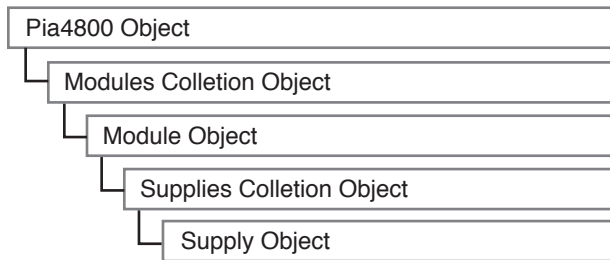 Pia4800 Object
Modules Colletion Object
Module Object
Supplies Colletion Object
Supply Object